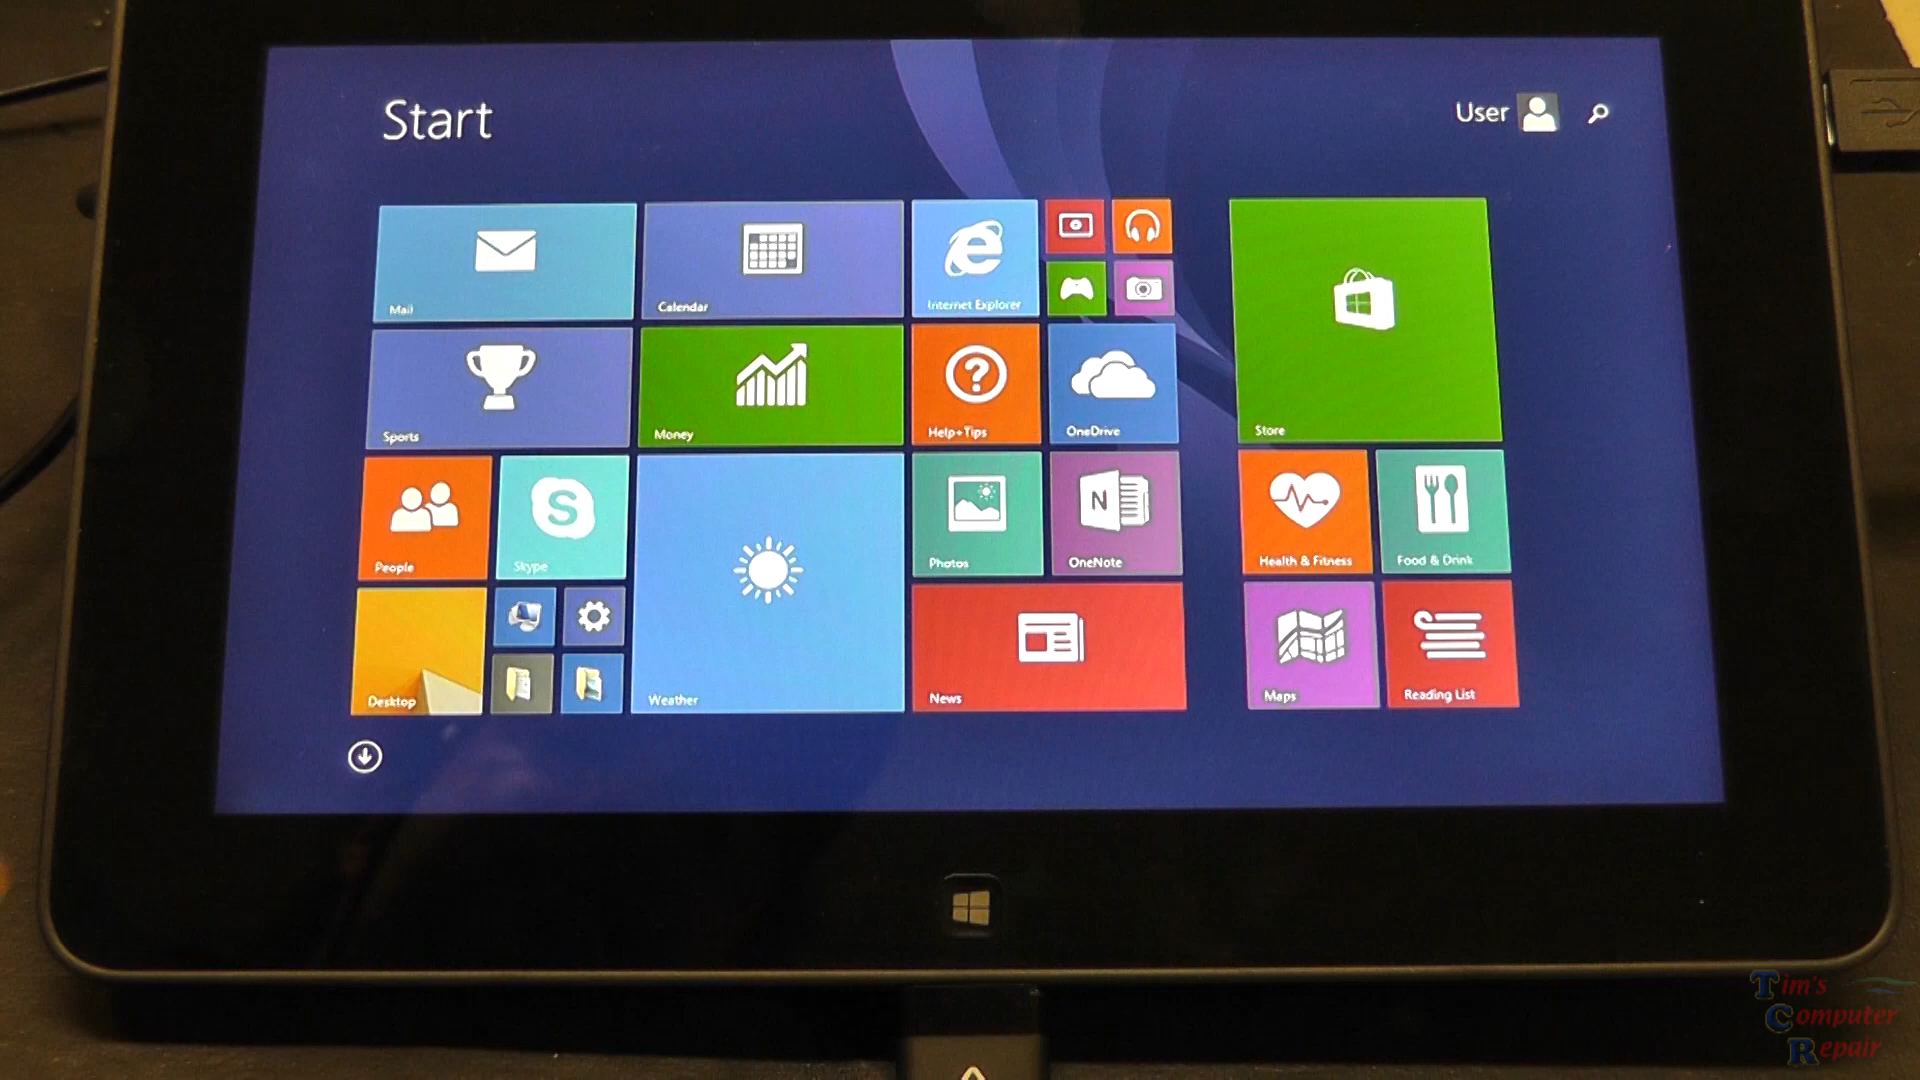 Start
User
Mail
Calendar
Internet Explorer
Sports
Money
Help+Tips
OneDrive
Store
People
Skype
S
Photos
N
OneNote
Health & Fitness
Food & Drink
Desktop
Weather
News
Maps
Reading List
Tim's
Computer
Repair